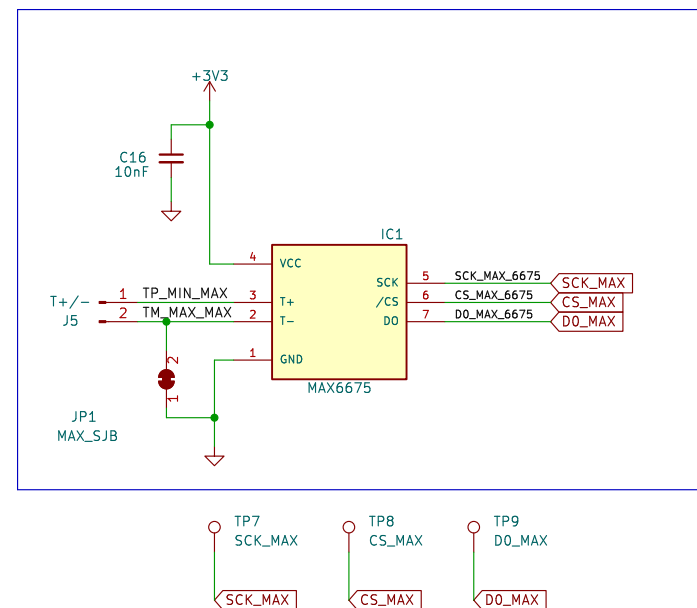 +3V3
C16
10nF
IC1
4
VCC
5
SCK
SCK_MAX_6675
SCK_MAX
T+/-
1
TP_MIN_MAX
3
T+
6
/CS
CS_MAX_6675
CS_MAX
J5
2
TM_MAX_MAX
2
T-
7
DO
DO_MAX_6675
DO_MAX
1
GND
2
1
MAX6675
JP1
MAX_SJB
TP7
SCK_MAX
TP8
CS_MAX
TP9
DO_MAX
SCK_MAX
CS_MAX
DO_MAX